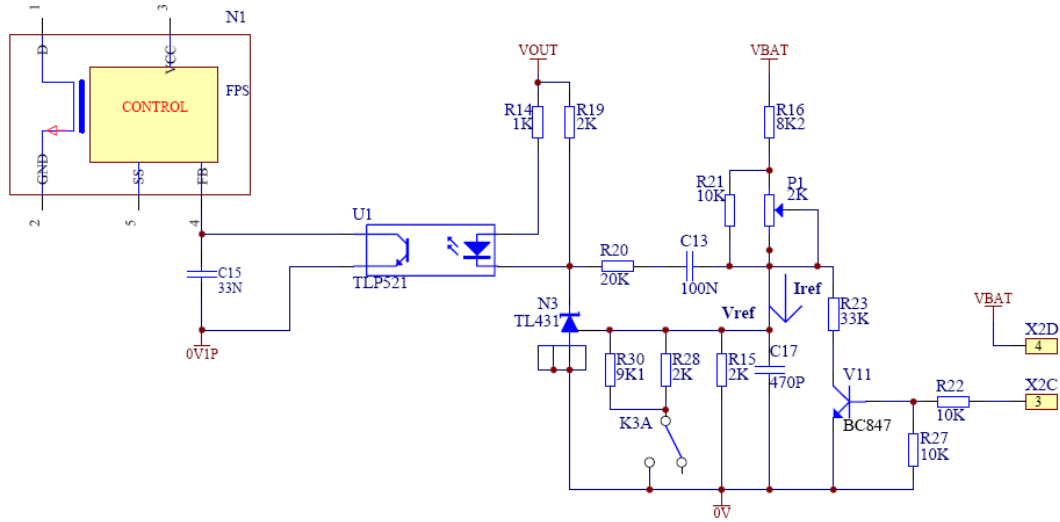 1
3
N1
D
VCC
CONTROL
FPS
GND
SS
FB
2
5
4
VOUT
VBAT
R14
1K
R19
2K
R16
8K2
R21
10K
P1
2K
U1
TLP521
C15
33N
0V1P
R20
20K
C13
100N
Iref
Vref
R23
33K
VBAT
X2D
4
N3
TL431
R30
9K1
R28
2K
R15
2K
C17
470P
V11
BC847
R22
10K
X2C
3
K3A
R27
10K
0V